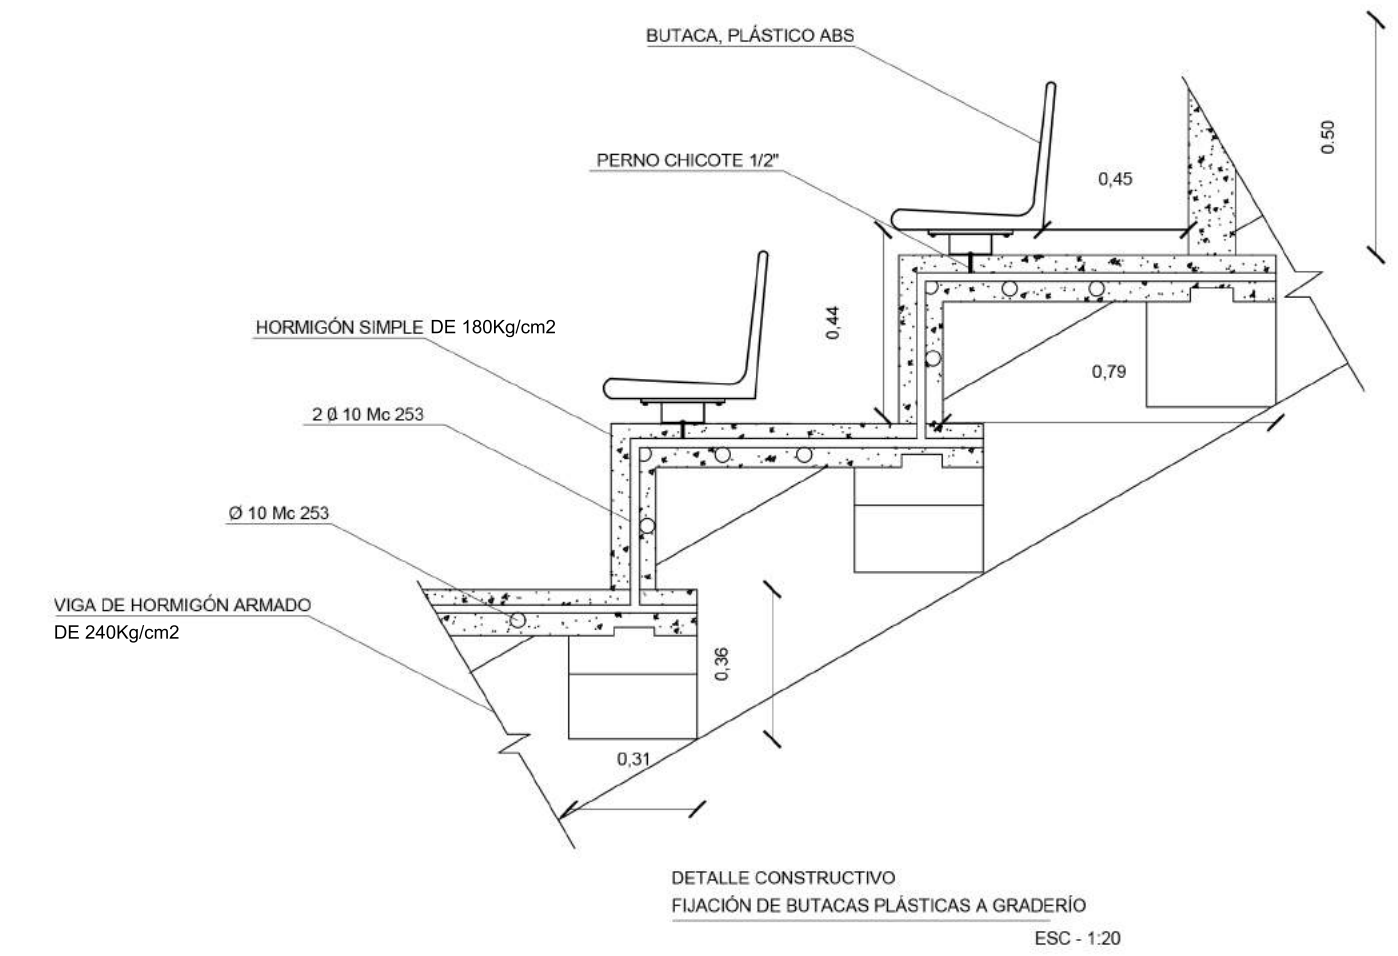 BUTACA, PLÁSTICO ABS
0.50
PERNO CHICOTE 1/2"
0,45
HORMIGÓN SIMPLE DE 180Kg/cm2
0,44
0,79
2 Ø 10 Mc 253
Ø 10 Mc 253
VIGA DE HORMIGÓN ARMADO
DE 240Kg/cm2
0,36
0,31
DETALLE CONSTRUCTIVO
FIJACIÓN DE BUTACAS PLÁSTICAS A GRADERÍO
ESC - 1:20